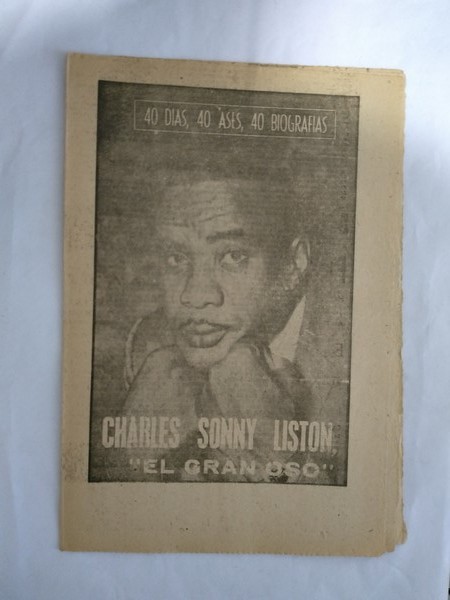 40 DIAS, 40 ASES, 40 BIOGRAFIAS
CHARLES SONNY LISTON,
"EL GRAN OSO"